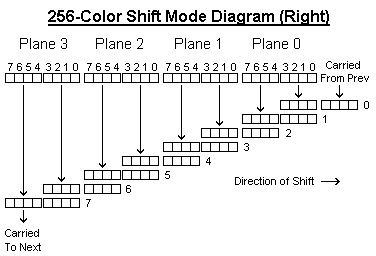 256-Color Shift Mode Diagram (Right)
Plane 3 Plane 2 Plane 1 Plane 0
7 6 5 4 3 2 1 0 7 6 5 4 3 2 1 0 7 6 5 4 3 2 1 0 7 6 5 4 3 2 1 0 Carried
From Prev
0
1
2
3
4
5
Direction of Shift
6
7
Carried
To Next